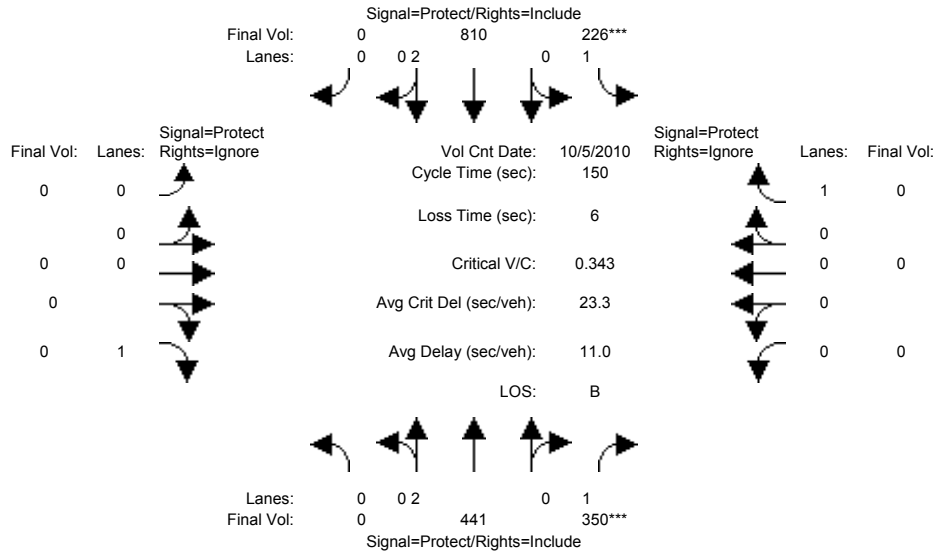 Signal=Protect/Rights=Include
Final Vol: 0 810 226***
Lanes: 0 0 2 0 1
Signal=Protect Signal=Protect
Final Vol: Lanes: Rights=Ignore Vol Cnt Date: 10/5/2010 Rights=Ignore Lanes: Final Vol:
Cycle Time (sec): 150
0 0 1 0
Loss Time (sec): 6
0 0
0 0 Critical V/C: 0.343 0 0
0 Avg Crit Del (sec/veh): 23.3 0
0 1 Avg Delay (sec/veh): 11.0 0 0
LOS: B
Lanes: 0 0 2 0 1
Final Vol: 0 441 350***
Signal=Protect/Rights=Include